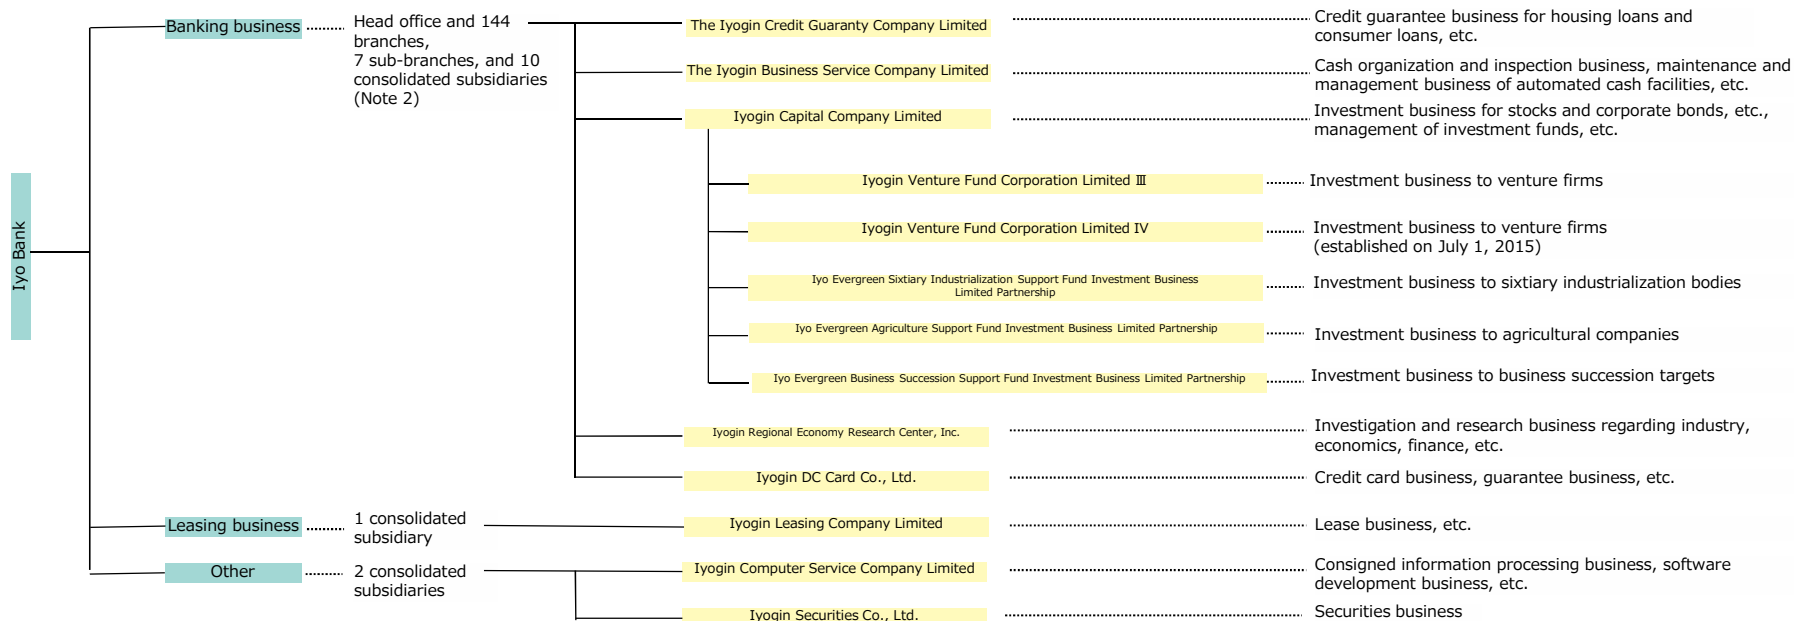 Iyo Bank
Banking business
Head office and 144
branches,
7 sub-branches, and 10
consolidated subsidiaries
(Note 2)
The Iyogin Credit Guaranty Company Limited
Credit guarantee business for housing loans and
consumer loans, etc.
The Iyogin Business Service Company Limited
Cash organization and inspection business, maintenance and
management business of automated cash facilities, etc.
Iyogin Capital Company Limited
Investment business for stocks and corporate bonds, etc.,
management of investment funds, etc.
Iyogin Venture Fund Corporation Limited Ⅲ
Investment business to venture firms
Iyogin Venture Fund Corporation Limited IV
Investment business to venture firms
(established on July 1, 2015)
Iyo Evergreen Sixtiary Industrialization Support Fund Investment Business
Limited Partnership
Investment business to sixtiary industrialization bodies
Iyo Evergreen Agriculture Support Fund Investment Business Limited Partnership
Investment business to agricultural companies
Iyo Evergreen Business Succession Support Fund Investment Business Limited Partnership
Investment business to business succession targets
Iyogin Regional Economy Research Center, Inc.
Investigation and research business regarding industry,
economics, finance, etc.
Iyogin DC Card Co., Ltd.
Credit card business, guarantee business, etc.
Leasing business
1 consolidated
subsidiary
Iyogin Leasing Company Limited
Lease business, etc.
Other
2 consolidated
subsidiaries
Iyogin Computer Service Company Limited
Consigned information processing business, software
development business, etc.
Iyogin Securities Co., Ltd.
Securities business